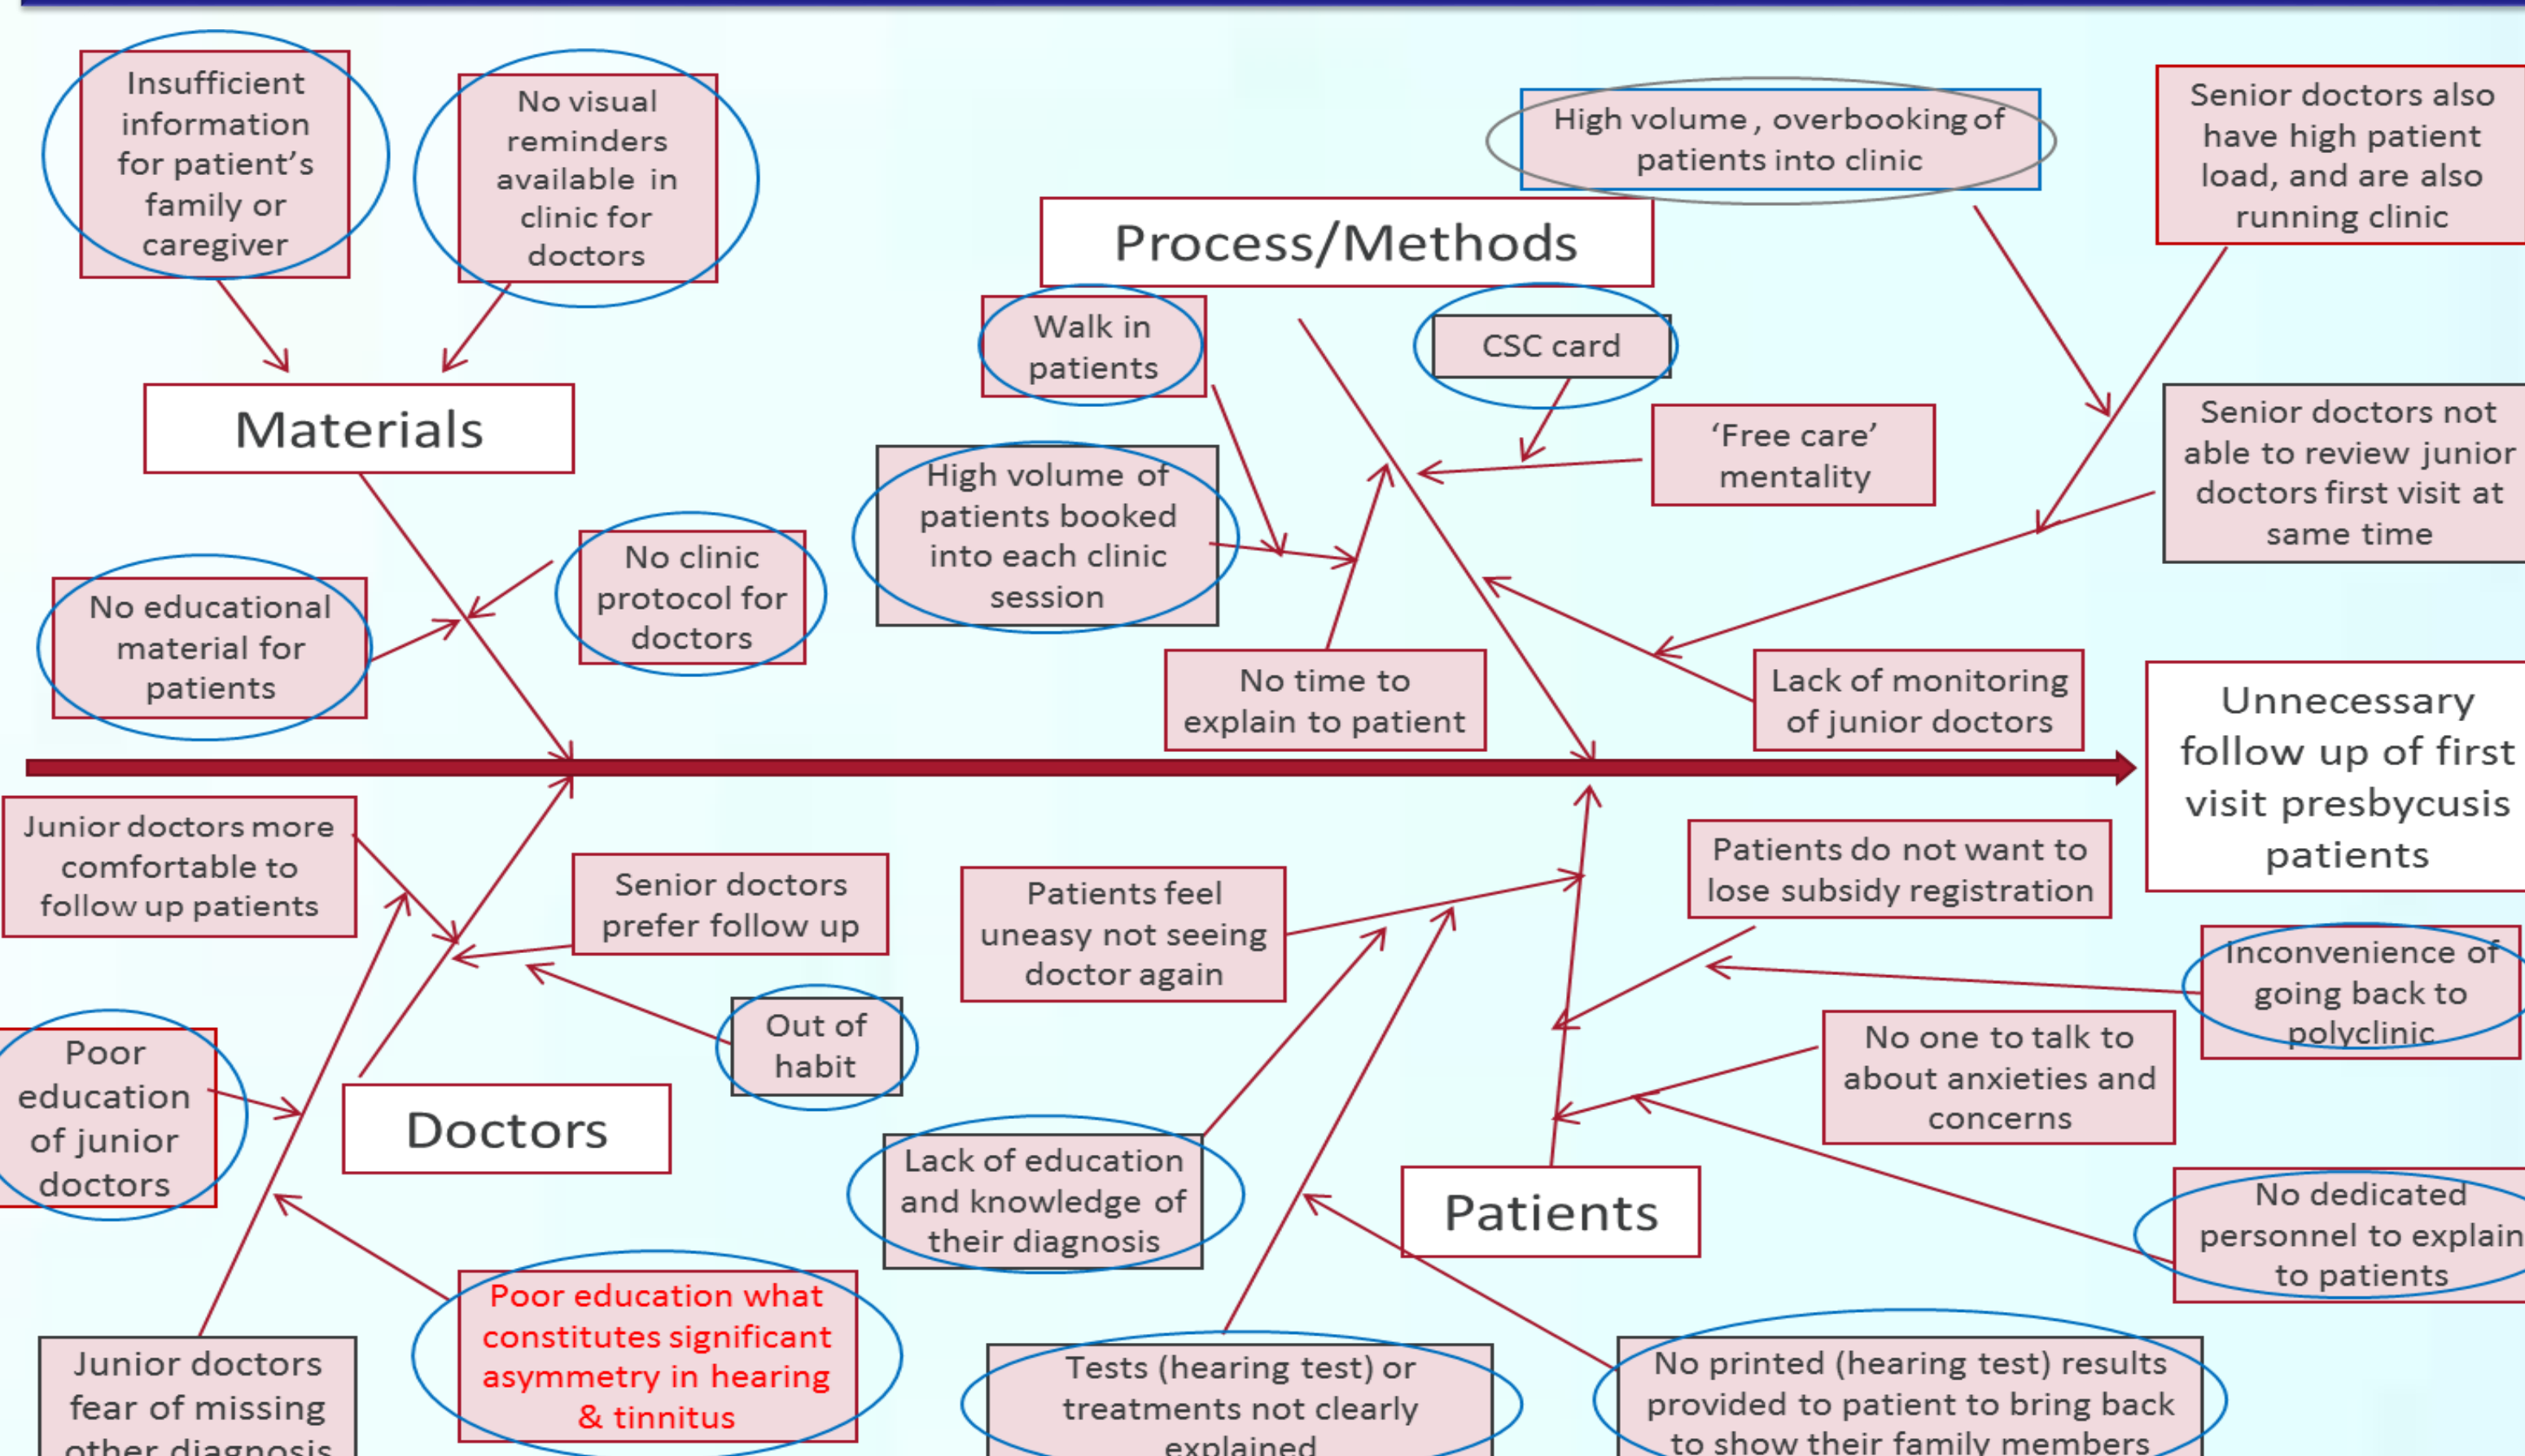 Insufficient
information
for patient's
family or
caregiver
No visual
reminders
available in
clinic for
doctors
High volume, overbooking of
patients into clinic
Senior doctors also
have high patient
load, and are also
running clinic
Process/Methods
Walk in
patients
CSC card
Materials
'Free care'
mentality
Senior doctors not
able to review junior
doctors first visit at
same time
High volume of
patients booked
into each clinic
session
No educational
material for
patients
No clinic
protocol for
doctors
No time to
explain to patient
Lack of monitoring
of junior doctors
Unnecessary
follow up of first
visit presbycusis
patients
Junior doctors more
comfortable to
follow up patients
Senior doctors
prefer follow up
Patients feel
uneasy not seeing
doctor again
Patients do not want to
lose subsidy registration
Inconvenience of
going back to
polyclinic
Out of
habit
Poor
education
of junior
doctors
No one to talk to
about anxieties and
concerns
Doctors
Lack of education
and knowledge of
their diagnosis
Patients
No dedicated
personnel to explain
to patients
Poor education what
constitutes significant
asymmetry in hearing
& tinnitus
Junior doctors
fear of missing
other diagnosis
Tests (hearing test) or
treatments not clearly
explained
No printed (hearing test) results
provided to patient to bring back
to show their family members